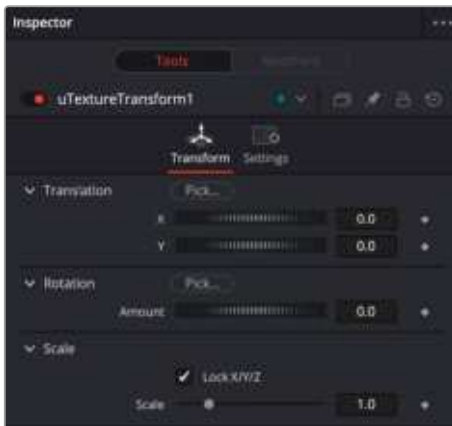 Inspector
Tools Modifiers
uTextureTransform1
Transform Settings
Translation Pick...
X 0.0
Y 0.0
Rotation Pick...
Amount 0.0
Scale
Lock X/Y/Z
Scale 1.0